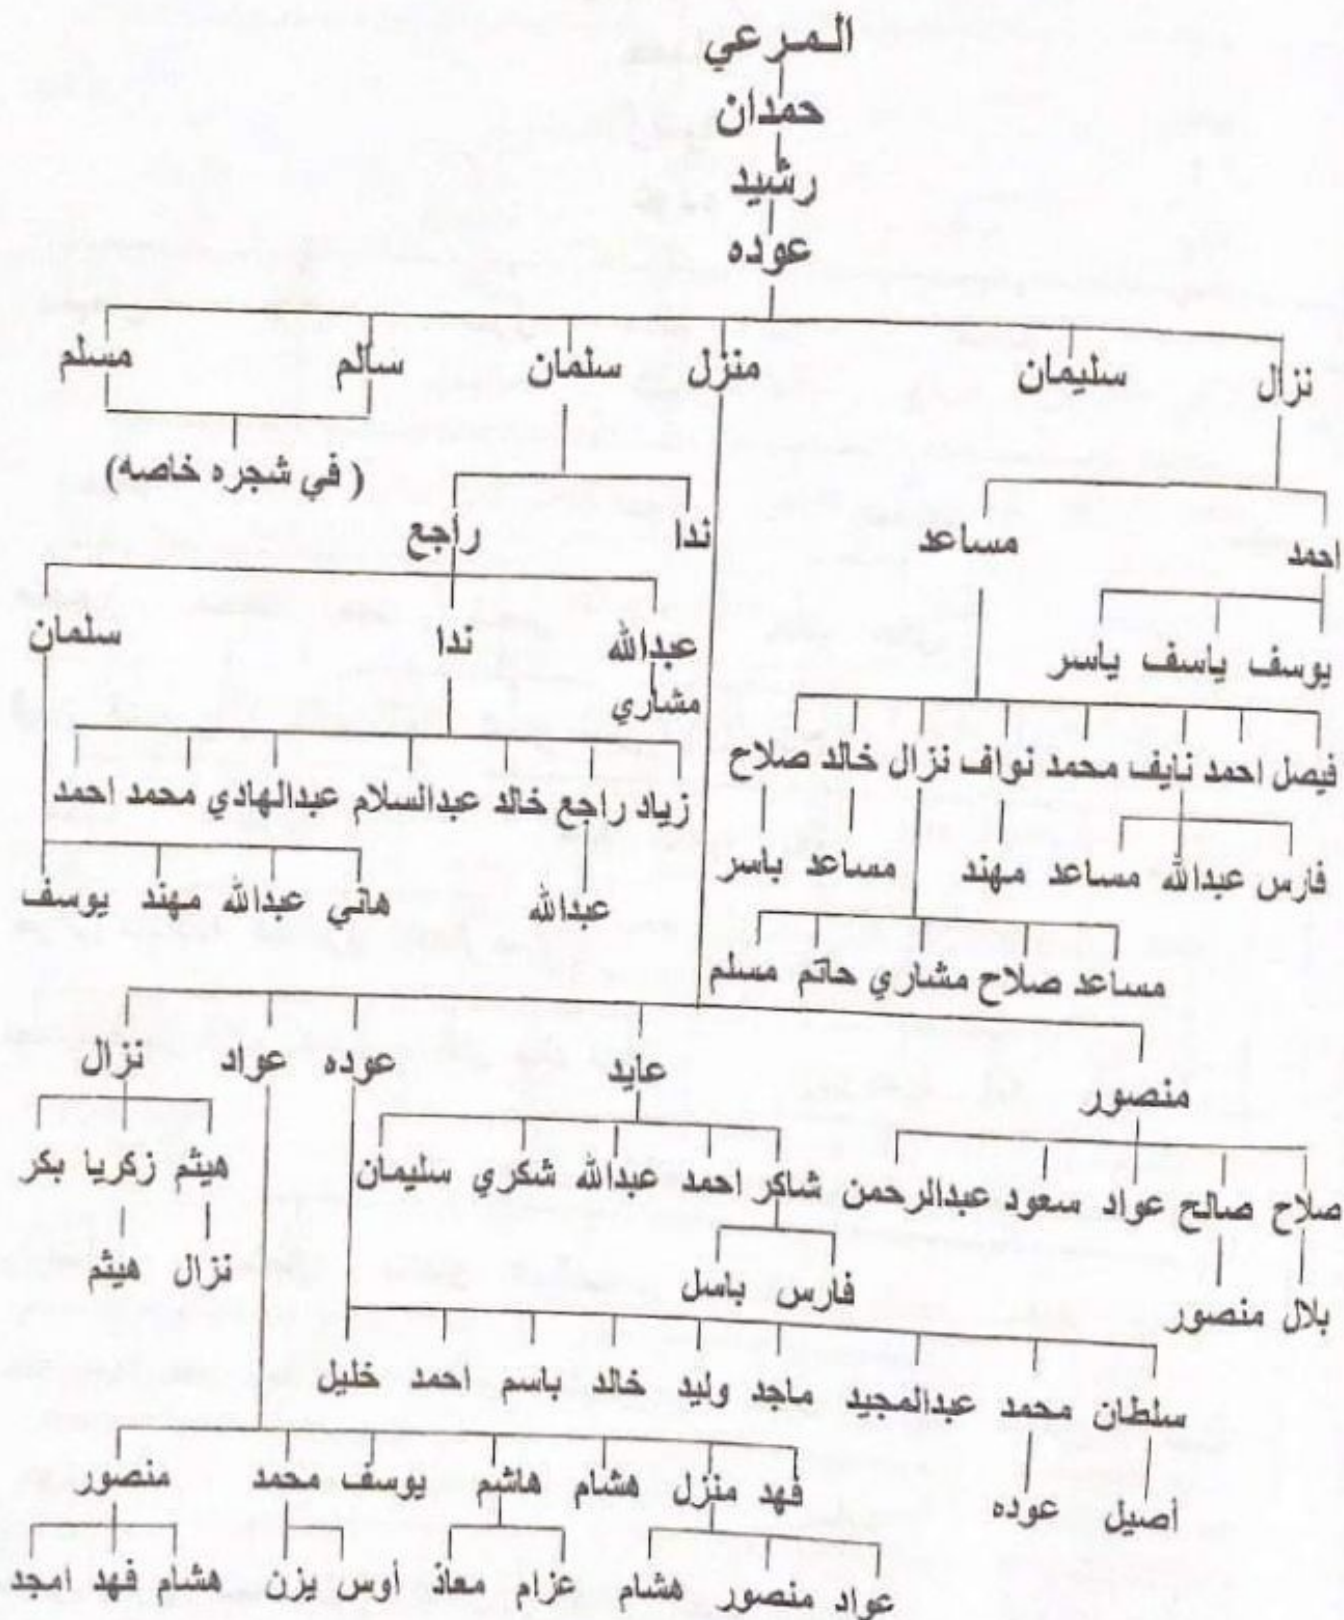 المرعي
حمدان
رشيد
عوده
نزال سليمان منزل سلمان سالم مسلم
(في شجره خاصه)
احمد مساعد ندا راجع
يوسف ياسف ياسر عبدالله ندا سلمان
مشاري
فيصل احمد نايف محمد نواف نزال خالد صلاح زياد راجع خالد عبدالسلام عبدالهادي محمد احمد
فارس عبدالله مساعد مهند مساعد باسر عبدالله هاني عبدالله مهند يوسف
مساعد صلاح مشاري حاتم مسلم
منصور عايد عوده عواد نزال
صلاح صالح عواد سعود عبدالرحمن شاكر احمد عبدالله شكري سليمان هيثم زكريا بكر
بلال منصور فارس باسل نزال هيثم
سلطان محمد عبدالمجيد ماجد وليد خالد باسم احمد خليل
أصيل عوده فهد منزل هشام هاشم يوسف محمد منصور
عواد منصور هشام عزام معاذ أوس يزن هشام فهد امجد